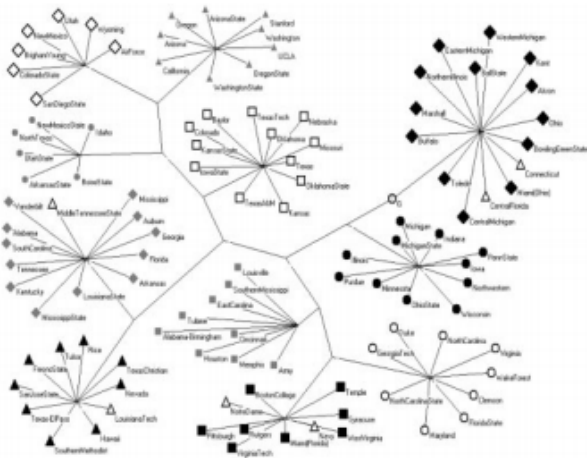 Utah
Wyoming
NewMexico
AirForce
BrighamYoung
ColoradoState
SanDiegoState
ArizonaState
Oregon
Stanford
Arizona
Washington
UCLA
California
OregonState
WashingtonState
WesternMichigan
EasternMichigan
Kent
NorthernIllinois
BallState
Akron
Marshall
Ohio
Buffalo
BowlingGreenState
Connecticut
Toledo
Miami(Ohio)
CentralFlorida
CentralMichigan
NewMexicoState
NorthTexas
Idaho
UtahState
ArkansasState
BoiseState
Baylor
TexasTech
Nebraska
Colorado
Oklahoma
KansasState
Missouri
Texas
IowaState
OklahomaState
TexasA&M
Kansas
Vanderbilt
Mississippi
MiddleTennesseeState
Auburn
Alabama
Georgia
SouthCarolina
Florida
Tennessee
Arkansas
Kentucky
LouisianaState
MississippiState
Michigan
Indiana
MichiganState
PennState
Illinois
Iowa
Purdue
Minnesota
Northwestern
OhioState
Wisconsin
Louisville
SouthernMississippi
EastCarolina
Tulane
Alabama-Birmingham
Cincinnati
Houston
Memphis
Army
Rice
Tulsa
FresnoState
TexasChristian
SanJoseState
Nevada
Texas-ElPaso
LouisianaTech
Hawaii
SouthernMethodist
Duke
NorthCarolina
GeorgiaTech
Virginia
WakeForest
NorthCarolinaState
Clemson
FloridaState
Maryland
BostonCollege
Temple
NotreDame
Syracuse
Pittsburgh
Rutgers
Navy
WestVirginia
Miami(Florida)
VirginiaTech